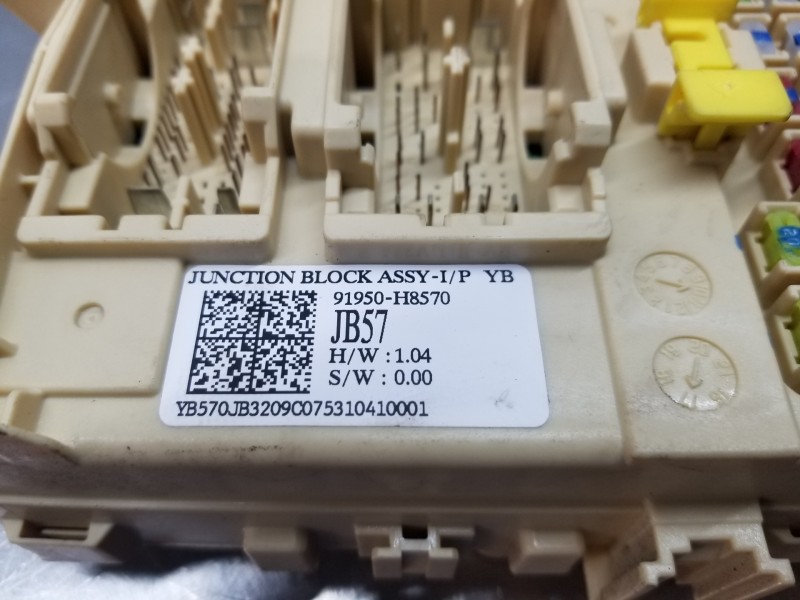 JUNCTION BLOCK ASSY-I/P YB
91950-H8570
JB57
H/W : 1.04
S/W : 0.00
YB570JB3209C075310410001